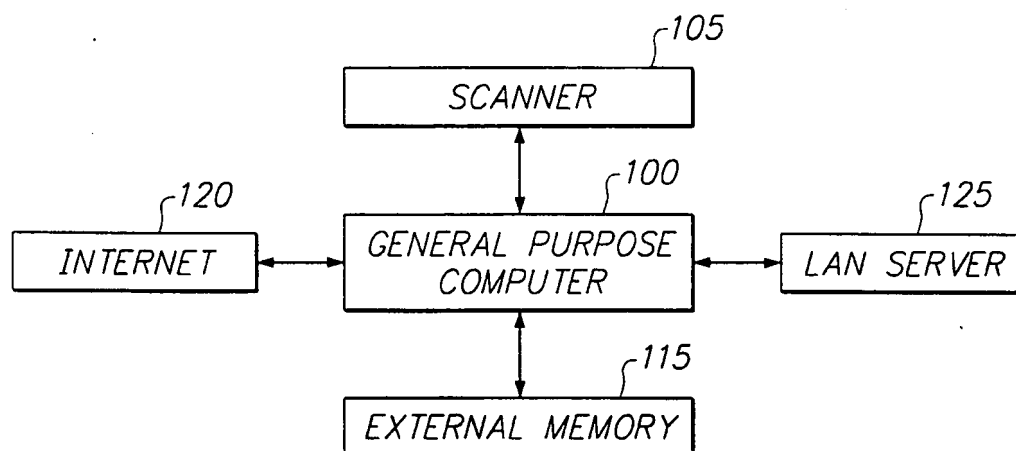 105
SCANNER
120
100
125
INTERNET
GENERAL PURPOSE
COMPUTER
LAN SERVER
115
EXTERNAL MEMORY